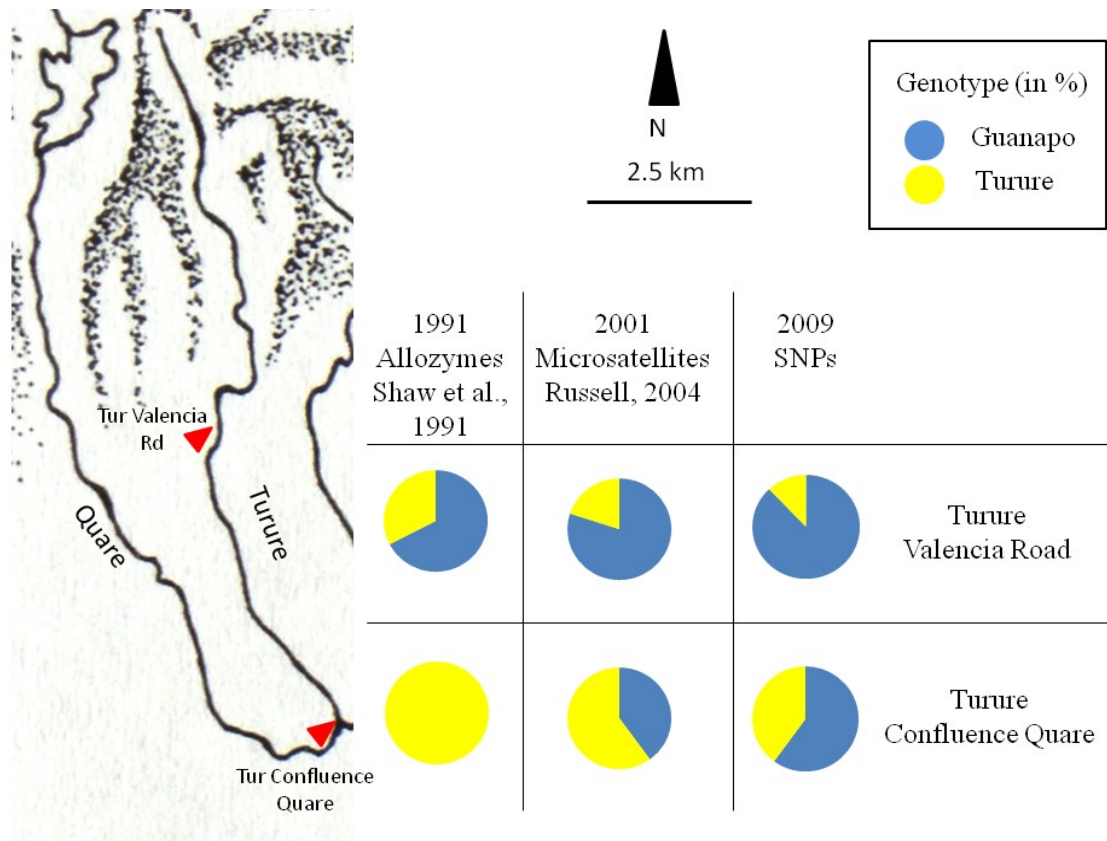 N
2.5 km
Genotype (in %)
Guanapo
Turure
1991
Allozymes
Shaw et al.,
1991
2001
Microsatellites
Russell, 2004
2009
SNPs
Tur Valencia
Rd
Quare
Turure
Turure
Valencia Road
Turure
Confluence Quare
Tur Confluence
Quare